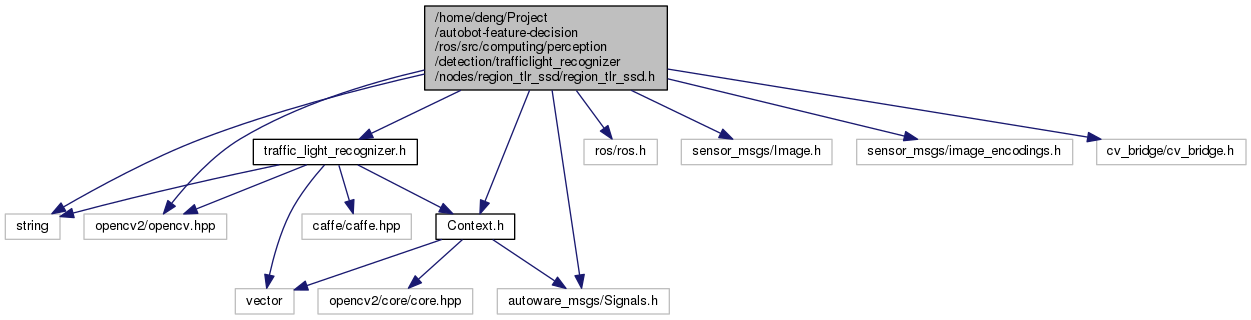 /home/deng/Project
/autobot-feature-decision
/ros/src/computing/perception
/detection/trafficlight_recognizer
/nodes/region_tlr_ssd/region_tlr_ssd.h
traffic_light_recognizer.h
ros/ros.h
sensor_msgs/Image.h
sensor_msgs/image_encodings.h
cv_bridge/cv_bridge.h
string
opencv2/opencv.hpp
caffe/caffe.hpp
Context.h
vector
opencv2/core/core.hpp
autoware_msgs/Signals.h